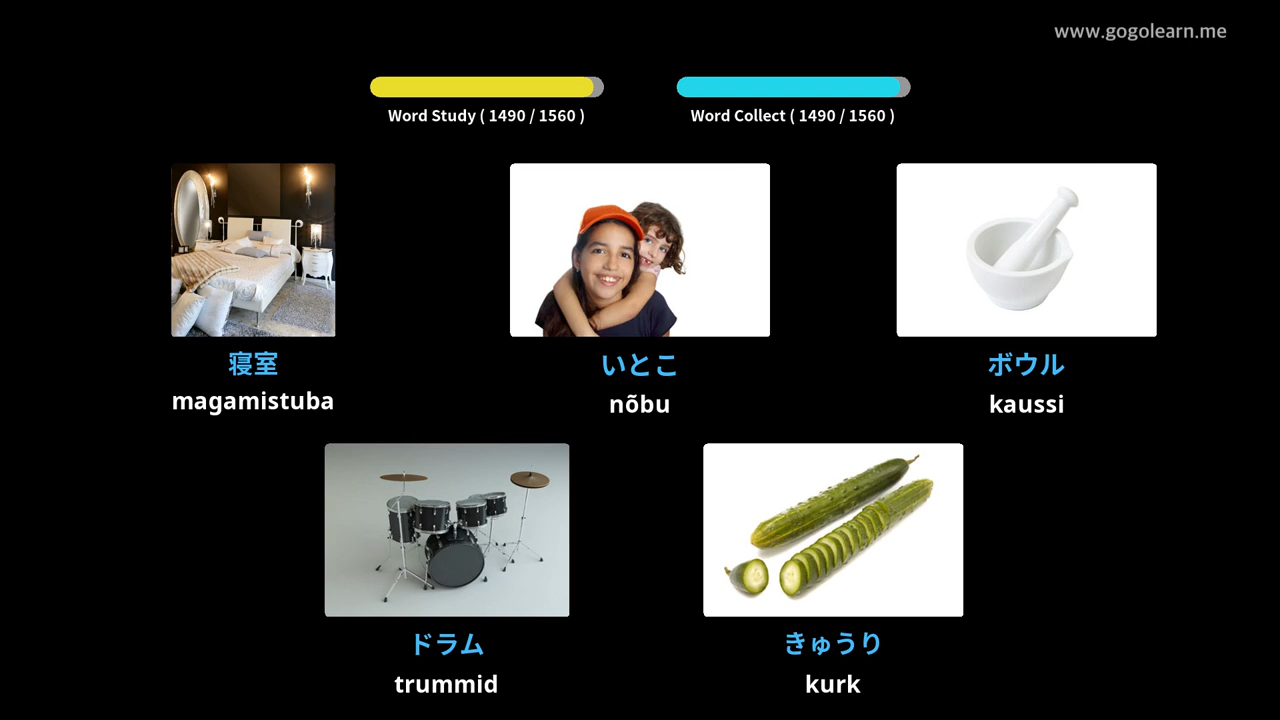 www.gogolearn.me
Word Study ( 1490 / 1560 )
Word Collect ( 1490 / 1560 )
寝室
magamistuba
いとこ
nõbu
ボウル
kaussi
ドラム
trummid
きゅうり
kurk